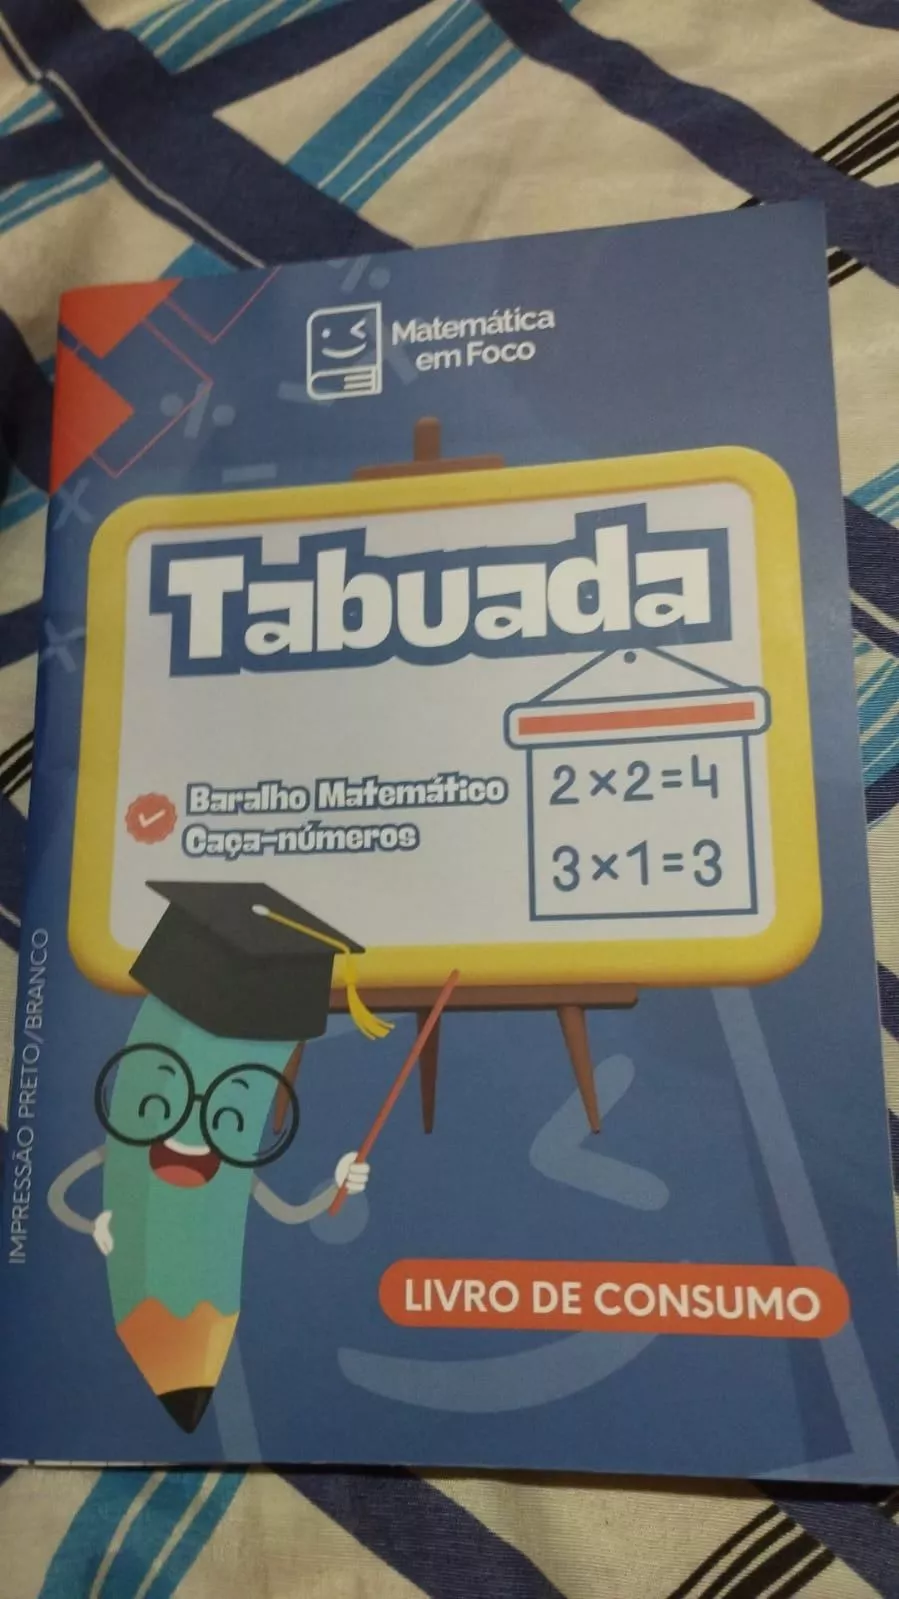 Matemática
em Foco
Tabuada
2×2=4
3×1=3
Baralho Matemático
Caça-números
IMPRESSÃO PRETO/BRANCO
LIVRO DE CONSUMO